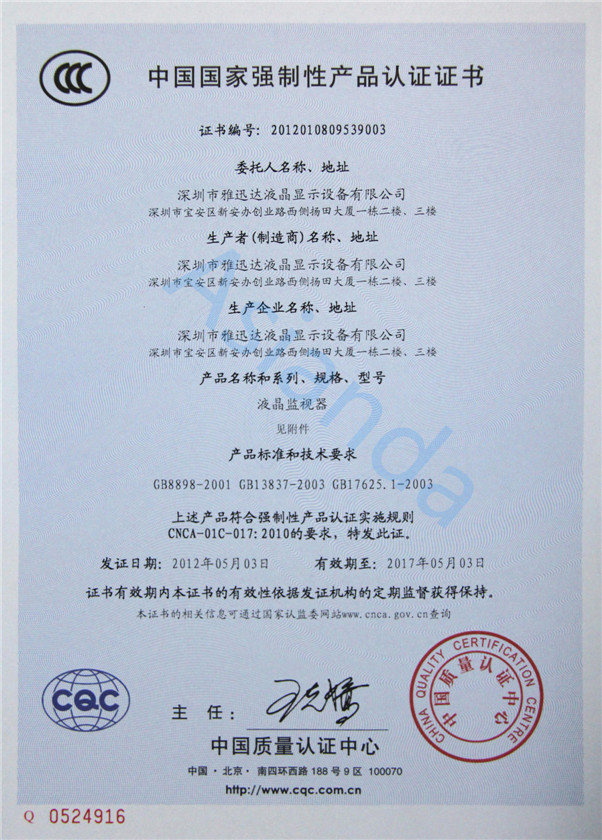 中国国家强制性产品认证证书
证书编号: 2012010809539003
委托人名称、地址
深圳市雅迅达液晶显示设备有限公司
深圳市宝安区新安办创业路西侧扬田大厦一栋二楼、三楼
生产者(制造商)名称、地址
深圳市雅迅达液晶显示设备有限公司
深圳市宝安区新安办创业路西侧扬田大厦一栋二楼、三楼
生产企业名称、地址
深圳市雅迅达液晶显示设备有限公司
深圳市宝安区新安办创业路西侧扬田大厦一栋二楼、三楼
产品名称和系列、规格、型号
液晶监视器
见附件
产品标准和技术要求
GB8898-2001 GB13837-2003 GB17625.1-2003
上述产品符合强制性产品认证实施规则
CNCA-01C-017:2010的要求,特发此证。
发证日期: 2012年05月03日 有效期至: 2017年05月03日
证书有效期内本证书的有效性依据发证机构的定期监督获得保持。
本证书的相关信息可通过国家认监委网站www.cnca.gov.cn查询
Asianda
CQC
主 任:
CHINA QUALITY CERTIFICATION CENTRE
中国质量认证中心
中国质量认证中心
中国·北京·南四环西路 188 号 9 区 100070
http://www.cqc.com.cn
Q 0524916